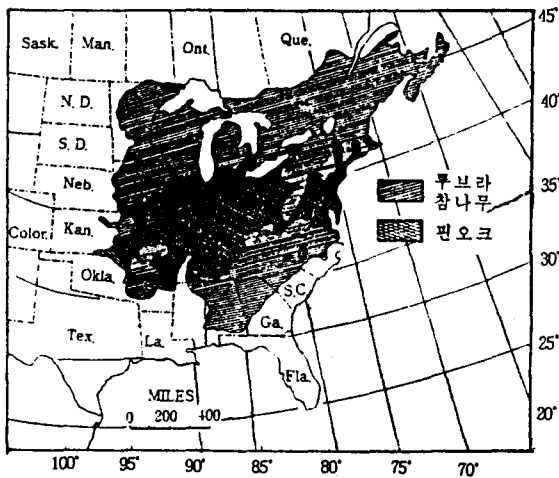 Sask. Man. Ont. Que. 45°
N. D. 40°
S. D.
Neb. 35°
루브라
참나무
Color. Kan. 핀오크
30°
Okla. S.C.
Tex. La. Ga. 25°
Fla.
MILES 20°
0 200 400
100° 95° 90° 85° 80° 75° 70°